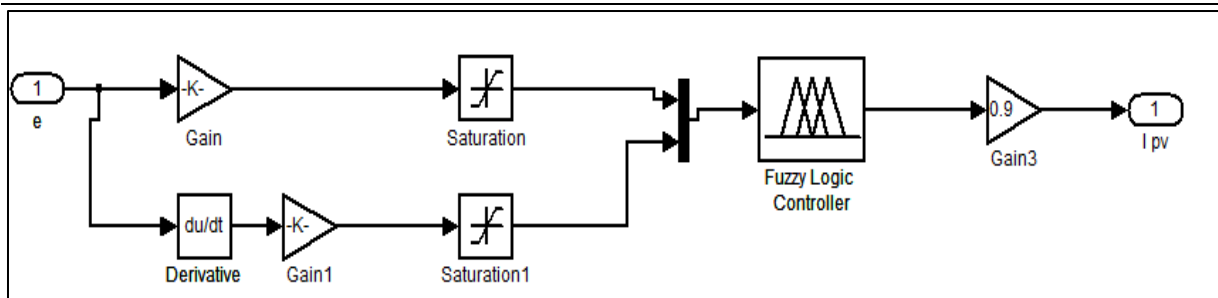 1
e
-K-
Gain
Saturation
du/dt
Derivative
-K-
Gain1
Saturation1
Fuzzy Logic
Controller
0.9
Gain3
1
I pv